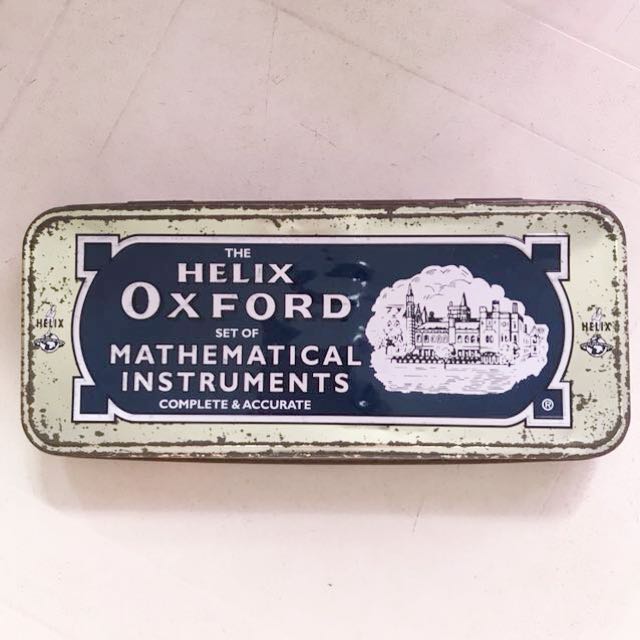 THE
HELIX
OXFORD
SET OF
MATHEMATICAL
INSTRUMENTS
COMPLETE & ACCURATE
HELIX
HELIX
®